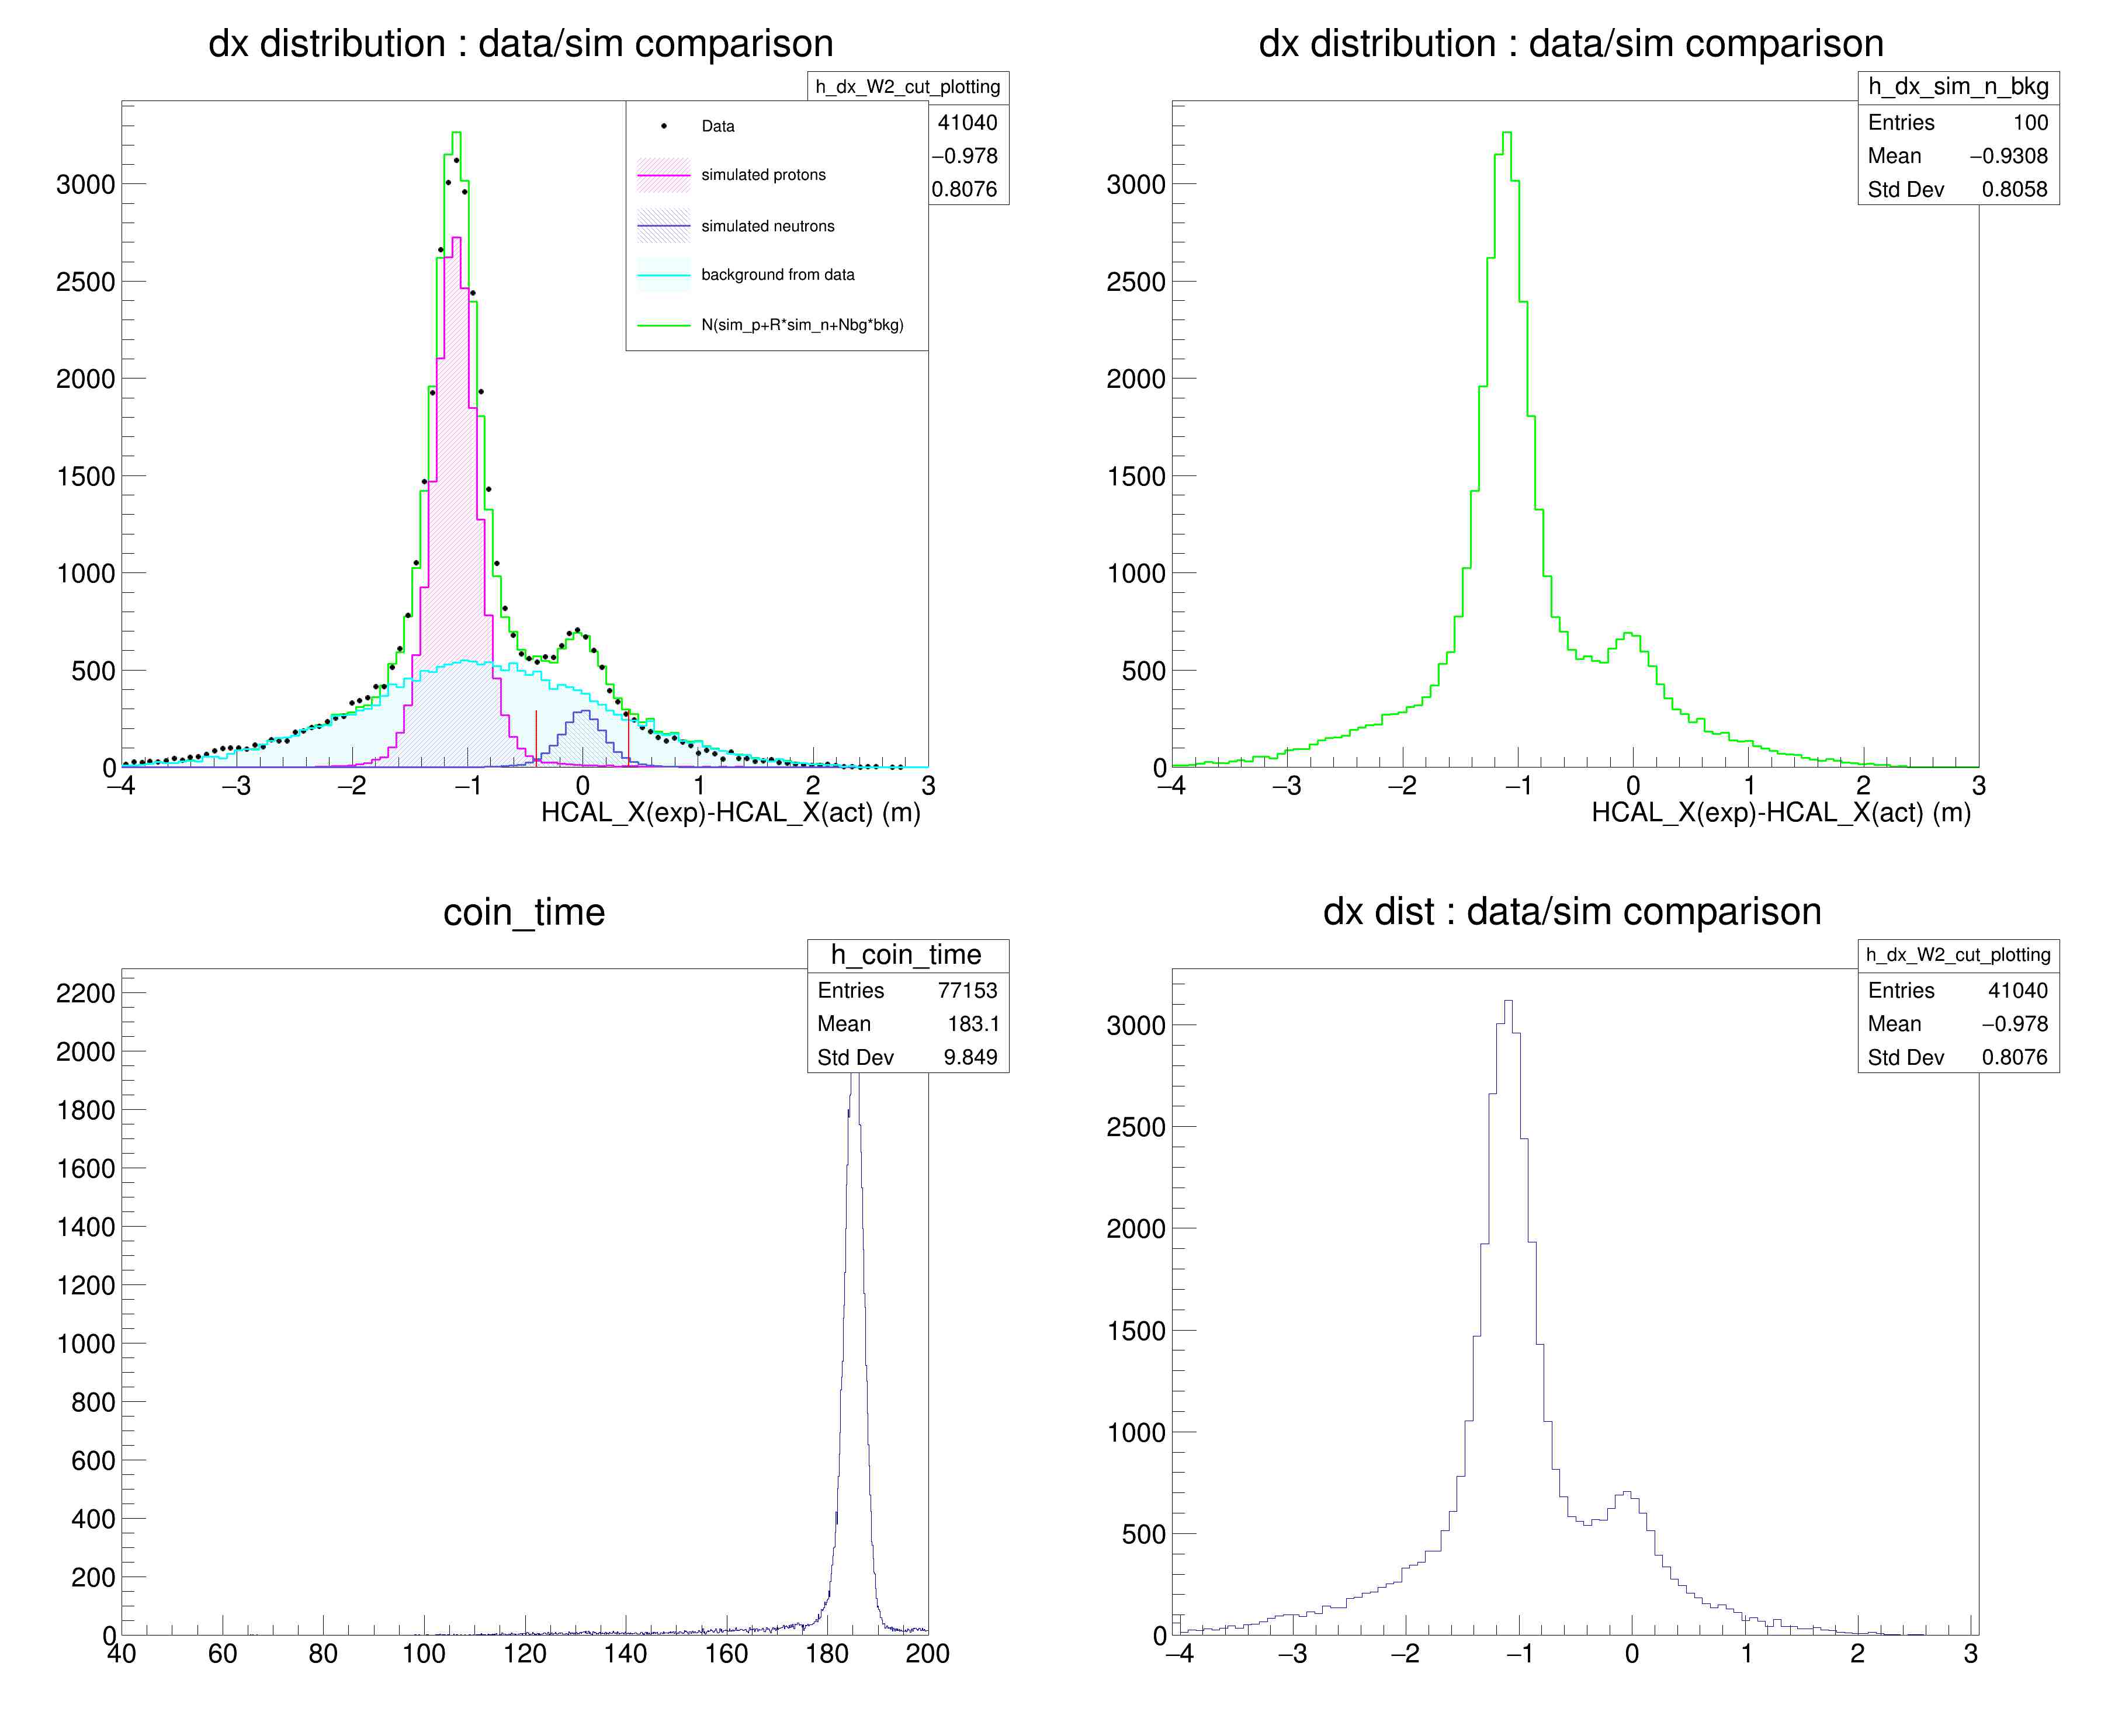 dx distribution : data/sim comparison
h_dx_W2_cut_plotting
41040
−0.978
0.8076
Data
simulated protons
simulated neutrons
background from data
N(sim_p+R*sim_n+Nbg*bkg)
3000
2500
2000
1500
1000
500
0
−4 −3 −2 −1 0 1 2 3
HCAL_X(exp)-HCAL_X(act) (m)
dx distribution : data/sim comparison
h_dx_sim_n_bkg
Entries 100
Mean −0.9308
Std Dev 0.8058
3000
2500
2000
1500
1000
500
0
−4 −3 −2 −1 0 1 2 3
HCAL_X(exp)-HCAL_X(act) (m)
coin_time
h_coin_time
Entries 77153
Mean 183.1
Std Dev 9.849
2200
2000
1800
1600
1400
1200
1000
800
600
400
200
0
40 60 80 100 120 140 160 180 200
dx dist : data/sim comparison
h_dx_W2_cut_plotting
Entries 41040
Mean −0.978
Std Dev 0.8076
3000
2500
2000
1500
1000
500
0
−4 −3 −2 −1 0 1 2 3